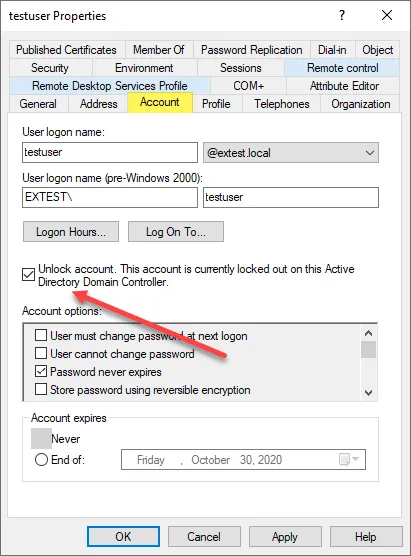 testuser Properties
? ×
Published Certificates Member Of Password Replication Dial-in Object
Security Environment Sessions Remote control
Remote Desktop Services Profile COM+ Attribute Editor
General Address Account Profile Telephones Organization
User logon name:
testuser @extest.local
User logon name (pre-Windows 2000):
EXTEST\ testuser
Logon Hours... Log On To...
Unlock account. This account is currently locked out on this Active
Directory Domain Controller.
Account options:
User must change password at next logon
User cannot change password
Password never expires
Store password using reversible encryption
Account expires
Never
End of: Friday , October 30, 2020
OK Cancel Apply Help